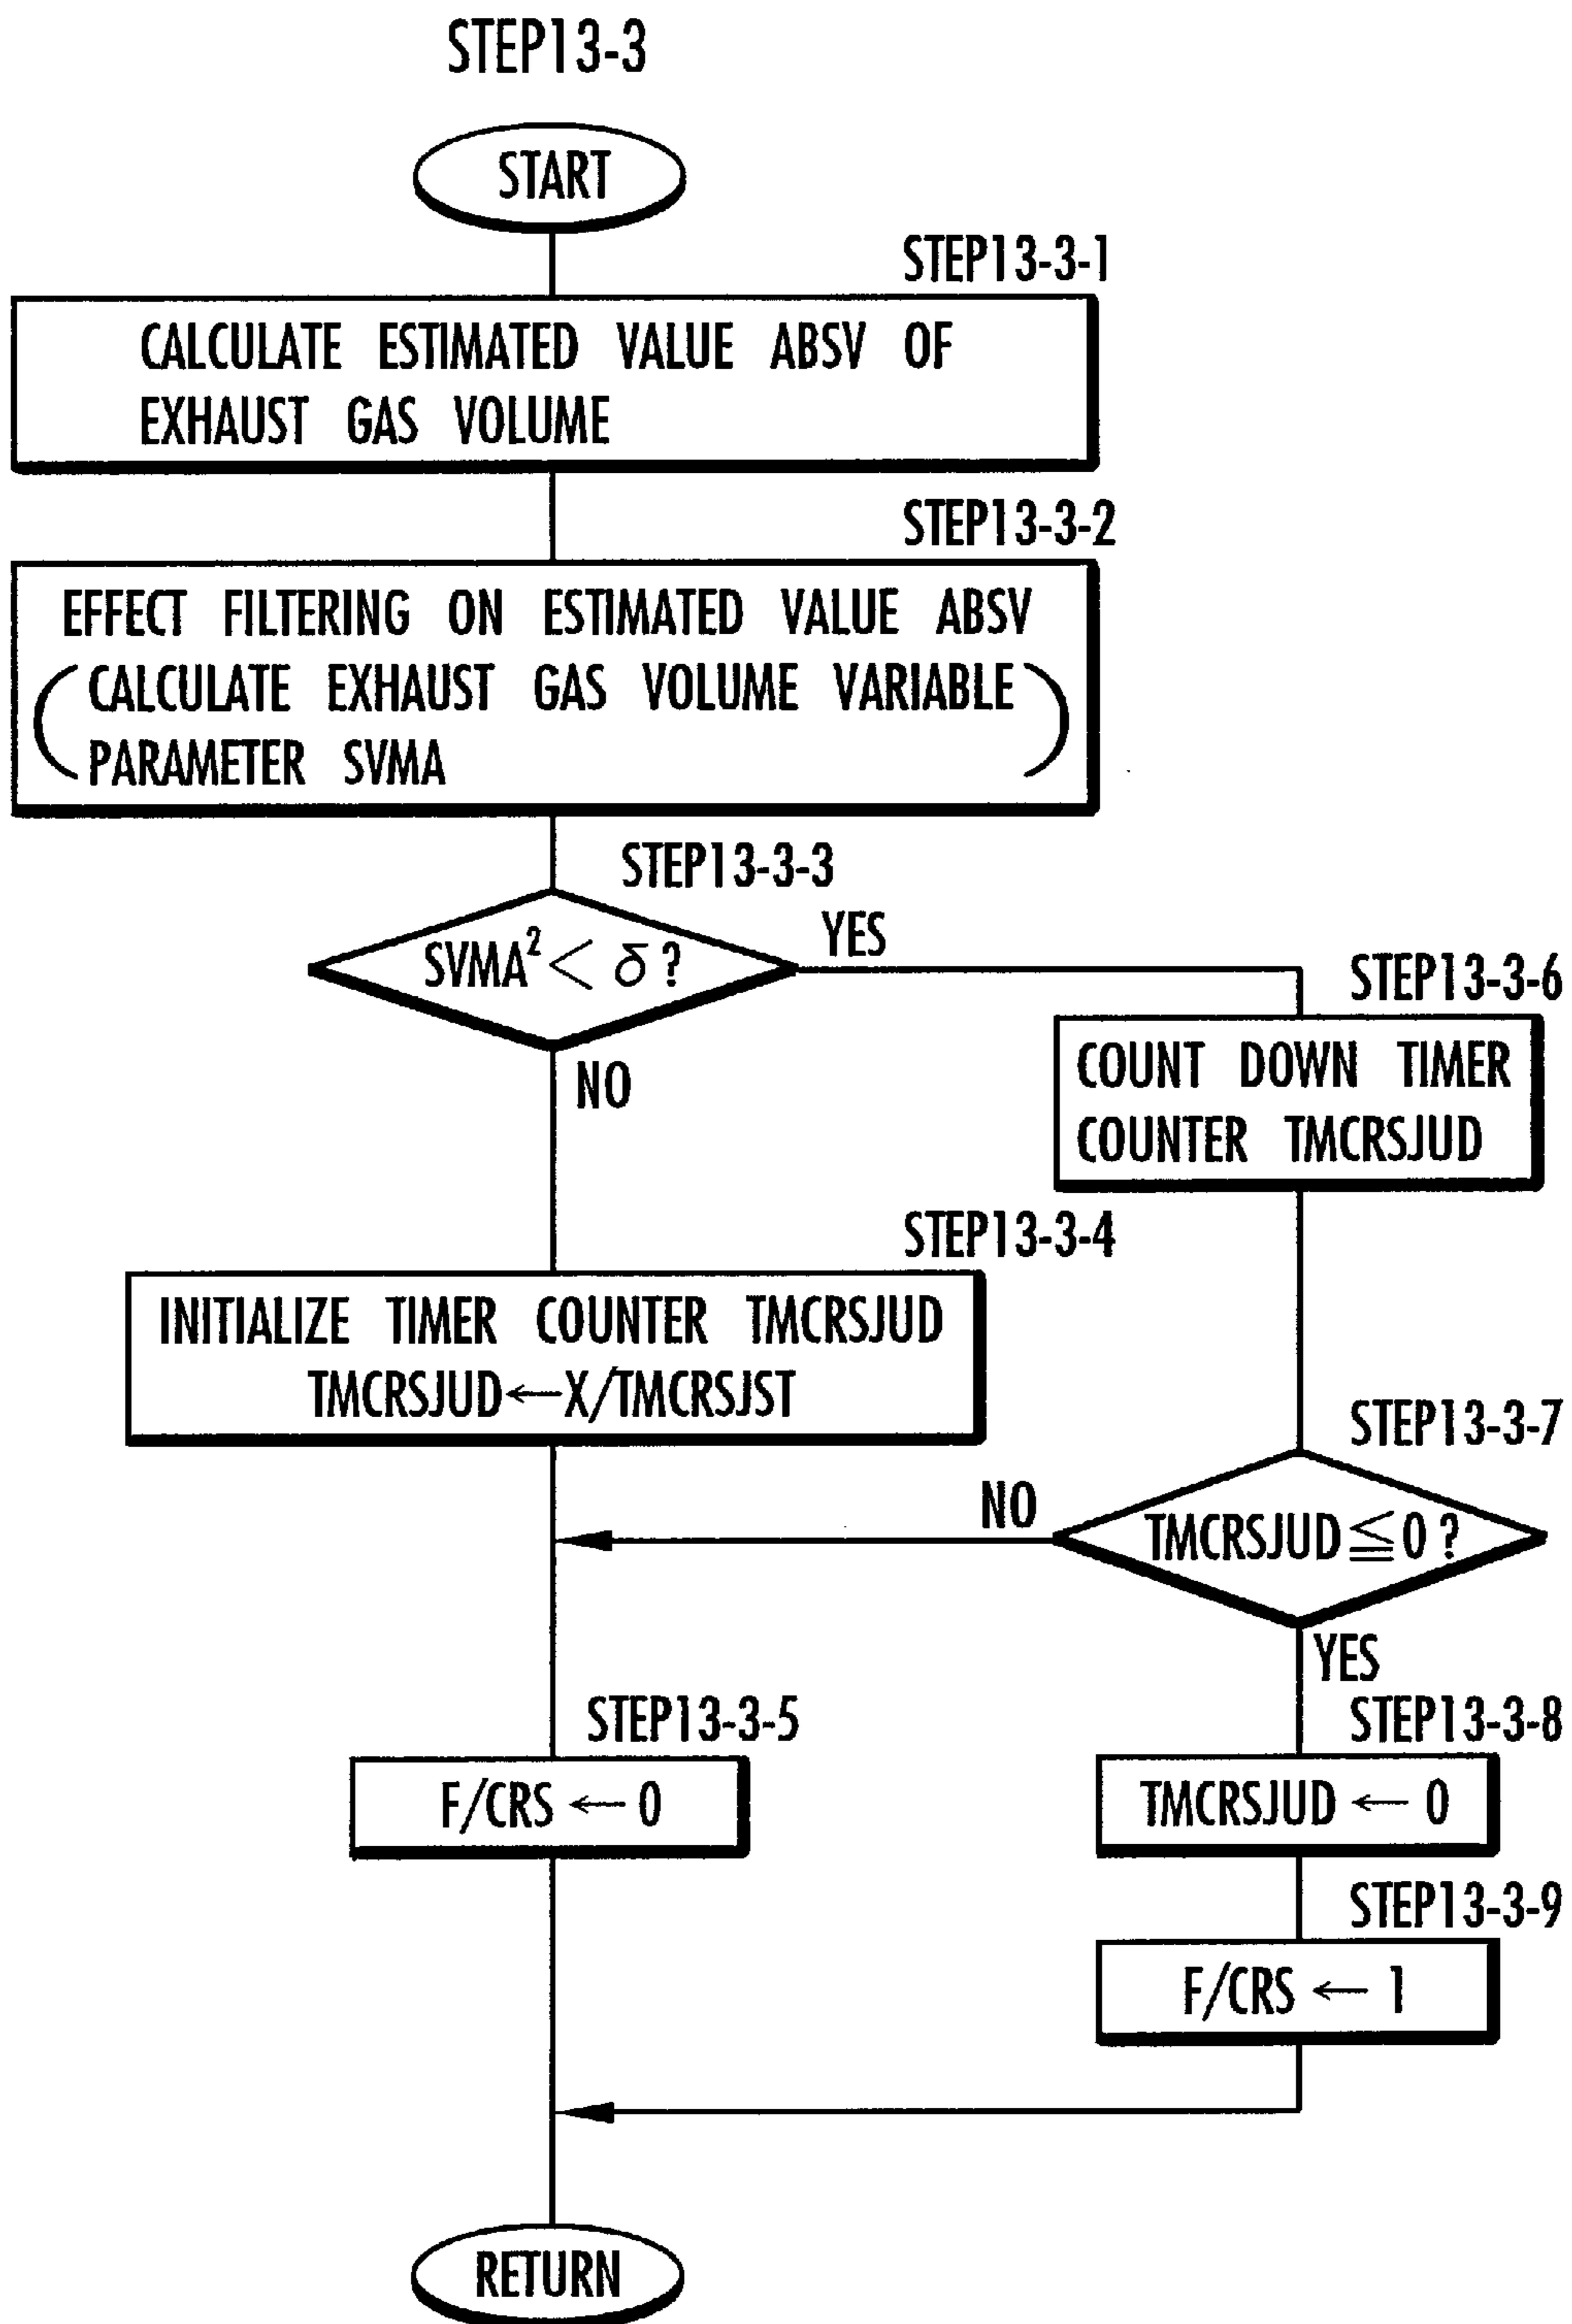 STEP13-3
START
STEP13-3-1
CALCULATE ESTIMATED VALUE ABSV OF
EXHAUST GAS VOLUME
STEP13-3-2
EFFECT FILTERING ON ESTIMATED VALUE ABSV
(CALCULATE EXHAUST GAS VOLUME VARIABLE
PARAMETER SVMA)
STEP13-3-3
SVMA² < δ ?
YES
NO
STEP13-3-6
COUNT DOWN TIMER
COUNTER TMCRSJUD
STEP13-3-4
INITIALIZE TIMER COUNTER TMCRSJUD
TMCRSJUD←X/TMCRSJST
STEP13-3-7
TMCRSJUD≦0 ?
NO
YES
STEP13-3-5
F/CRS ← 0
STEP13-3-8
TMCRSJUD ← 0
STEP13-3-9
F/CRS ← 1
RETURN